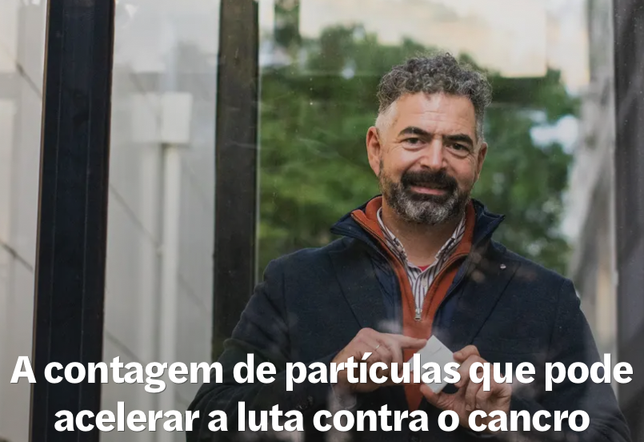 A contagem de partículas que pode
acelerar a luta contra o cancro